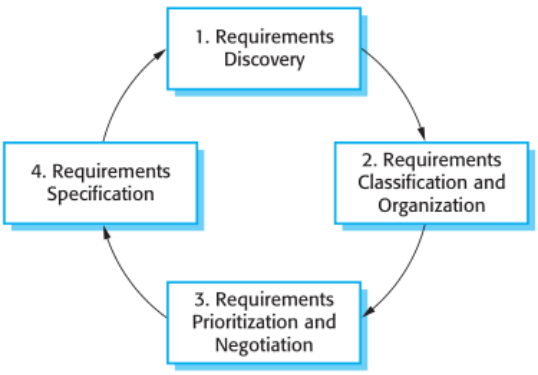 1. Requirements
Discovery
2. Requirements
Classification and
Organization
3. Requirements
Prioritization and
Negotiation
4. Requirements
Specification